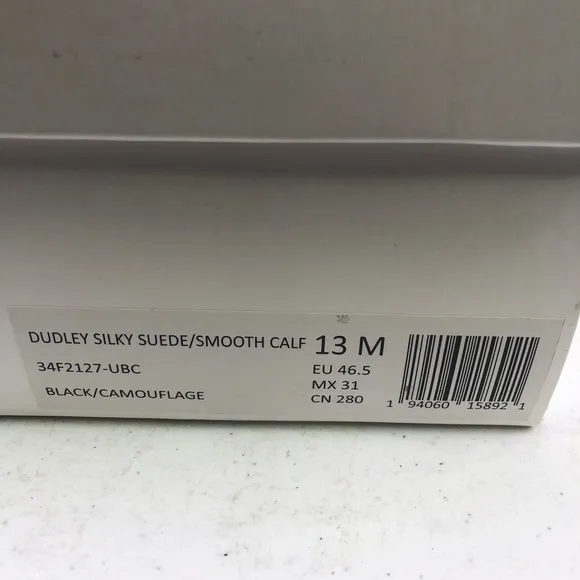 DUDLEY SILKY SUEDE/SMOOTH CALF 13 M
34F2127-UBC EU 46.5
MX 31
BLACK/CAMOUFLAGE CN 280
1 94060 15892 1